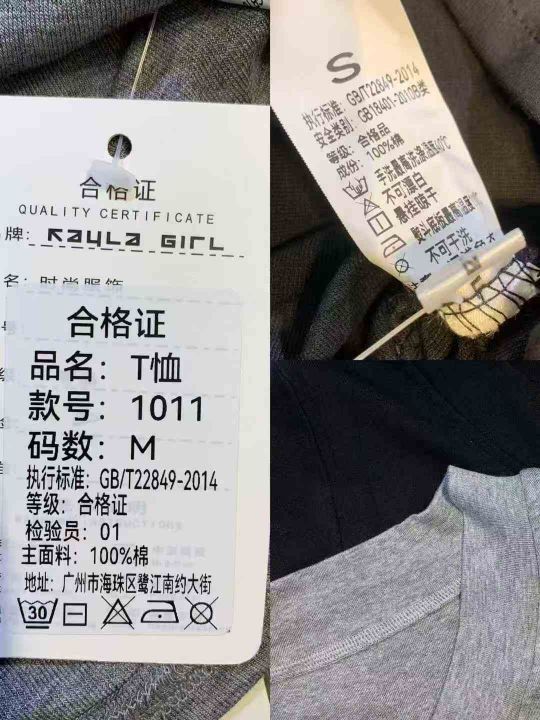 合格证
QUALITY CERTIFICATE
牌: KAYLA GIRL
名: 时尚服饰
合格证
品名: T恤
款号: 1011
码数: M
执行标准: GB/T22849-2014
等级: 合格证
检验员: 01
主面料: 100%棉
地址: 广州市海珠区鹭江南约大街
30
S
执行标准: GB/T22849-2014
安全类别: GB18401-2010B类
等级: 合格品
成份: 100%棉
不可漂白
悬挂晾干
不可干洗